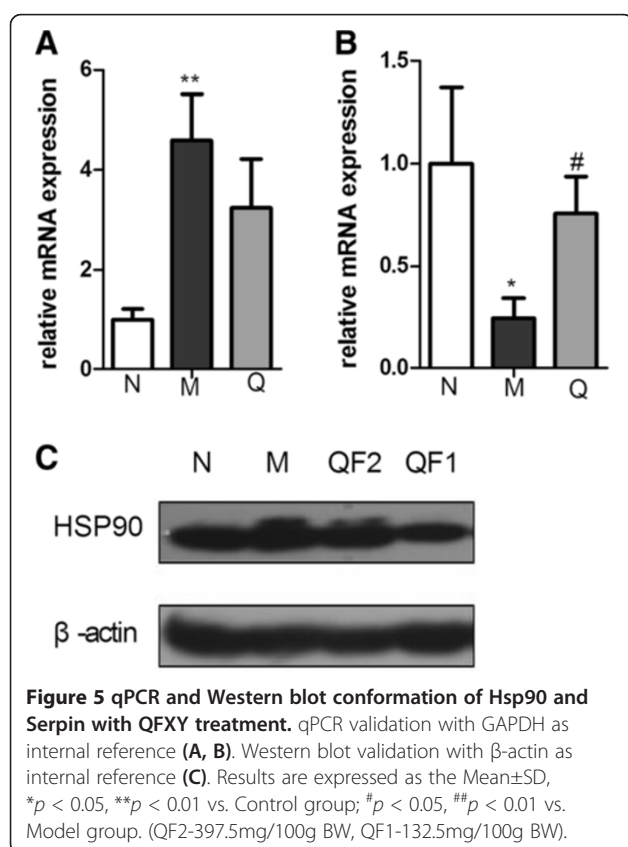 A
B
relative mRNA expression
6
4
2
0
**
N M Q
relative mRNA expression
1.5
1.0
0.5
0.0
*
#
N M Q
C
N M QF2 QF1
HSP90
β -actin
Figure 5 qPCR and Western blot conformation of Hsp90 and
Serpin with QFXY treatment. qPCR validation with GAPDH as
internal reference (A, B). Western blot validation with β-actin as
internal reference (C). Results are expressed as the Mean±SD,
*p < 0.05, **p < 0.01 vs. Control group; #p < 0.05, ##p < 0.01 vs.
Model group. (QF2-397.5mg/100g BW, QF1-132.5mg/100g BW).